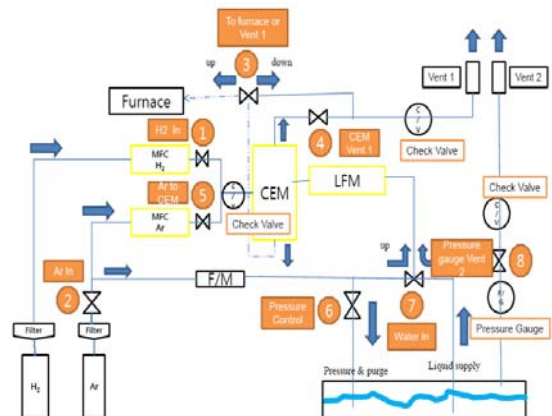 To furnace or
Vent 1
up
3
down
Vent 1
Vent 2
Furnace
H2 In
1
4
CEM
Vent 1
C
/
V
Check Valve
MFC
H2
Ar to
CEM
5
C
/
V
CEM
LFM
MFC
Ar
Check Valve
Check Valve
C
/
V
up
Pressure
gauge Vent
2
8
Ar In
2
F/M
Pressure
Control
6
7
Water In
Pressure Gauge
Filter
Filter
H2
Ar
Pressure & purge
Liquid supply